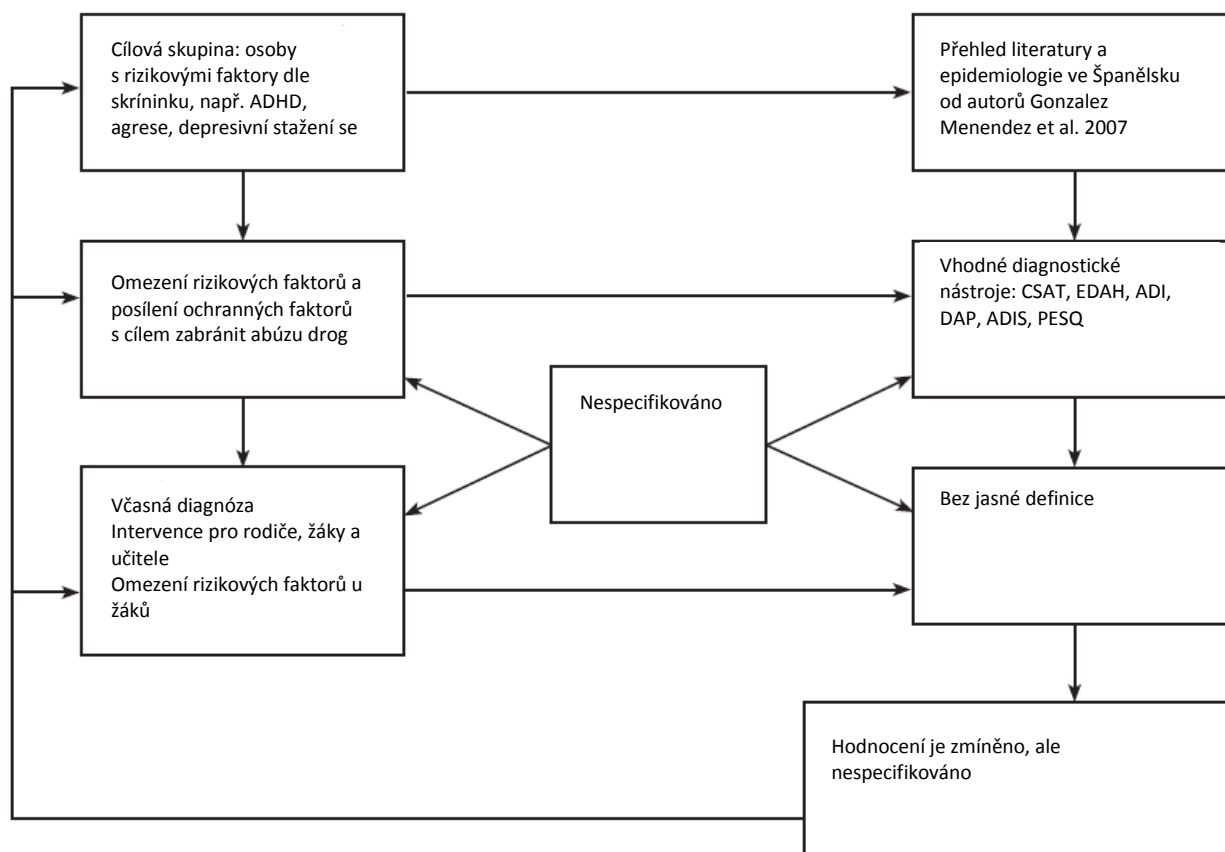 Cílová skupina: osoby
s rizikovými faktory dle
skríninku, např. ADHD,
agrese, depresivní stažení se
Přehled literatury a
epidemiologie ve Španělsku
od autorů Gonzalez
Menendez et al. 2007
Omezení rizikových faktorů a
posílení ochranných faktorů
s cílem zabránit abúzu drog
Vhodné diagnostické
nástroje: CSAT, EDAH, ADI,
DAP, ADIS, PESQ
Nespecifikováno
Včasná diagnóza
Intervence pro rodiče, žáky a
učitele
Omezení rizikových faktorů u
žáků
Bez jasné definice
Hodnocení je zmíněno, ale
nespecifikováno